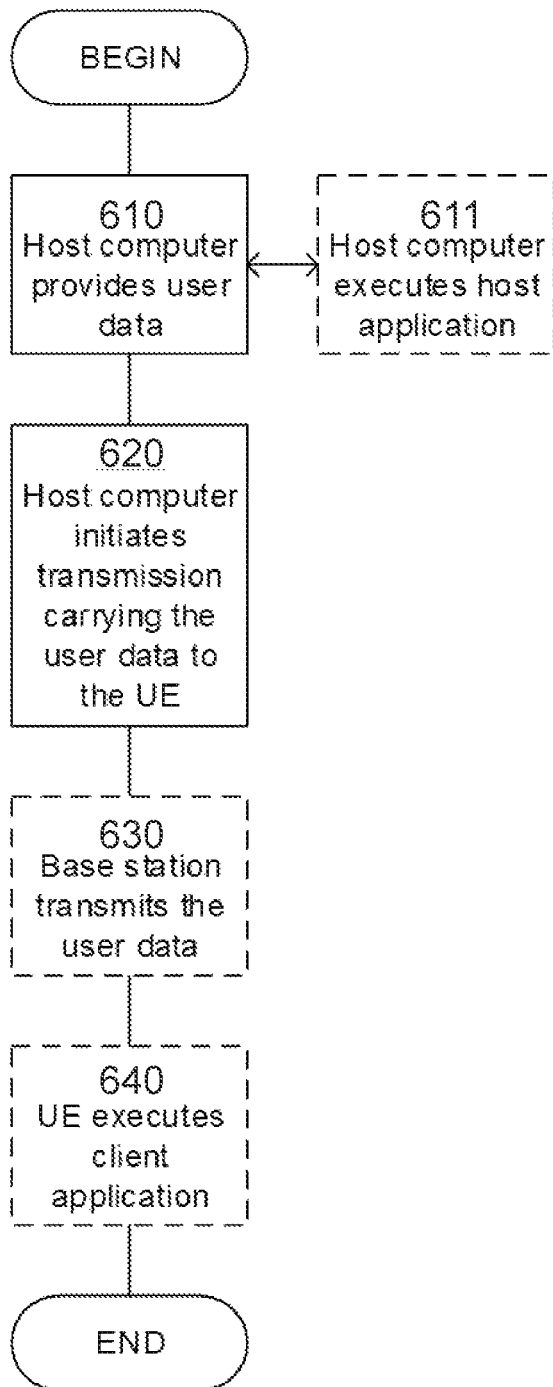 BEGIN
610
Host computer
provides user
data
611
Host computer
executes host
application
620
Host computer
initiates
transmission
carrying the
user data to
the UE
630
Base station
transmits the
user data
640
UE executes
client
application
END